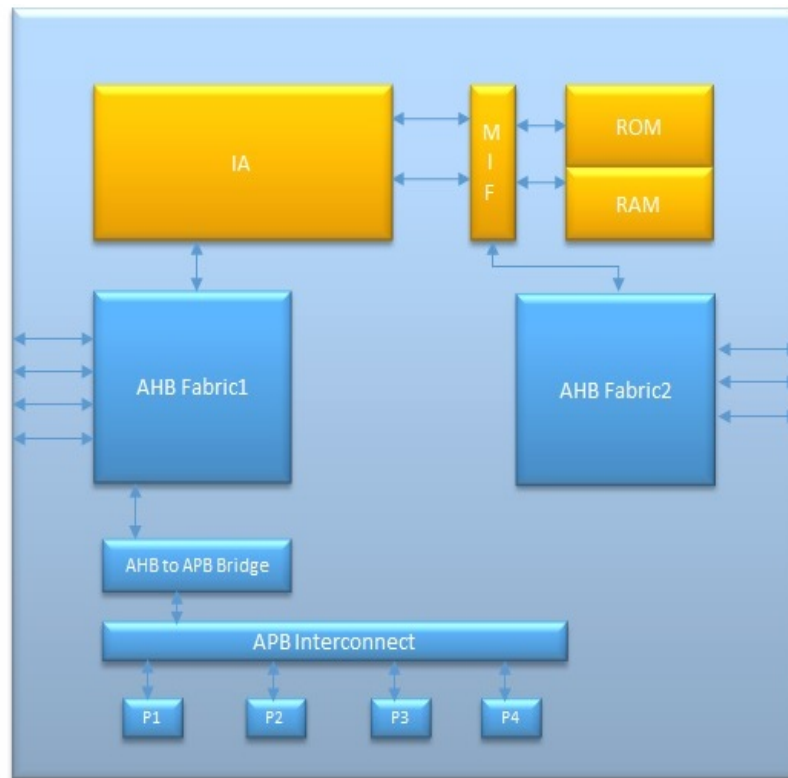 IA
M
I
F
ROM
RAM
AHB Fabric1
AHB Fabric2
AHB to APB Bridge
APB Interconnect
P1
P2
P3
P4